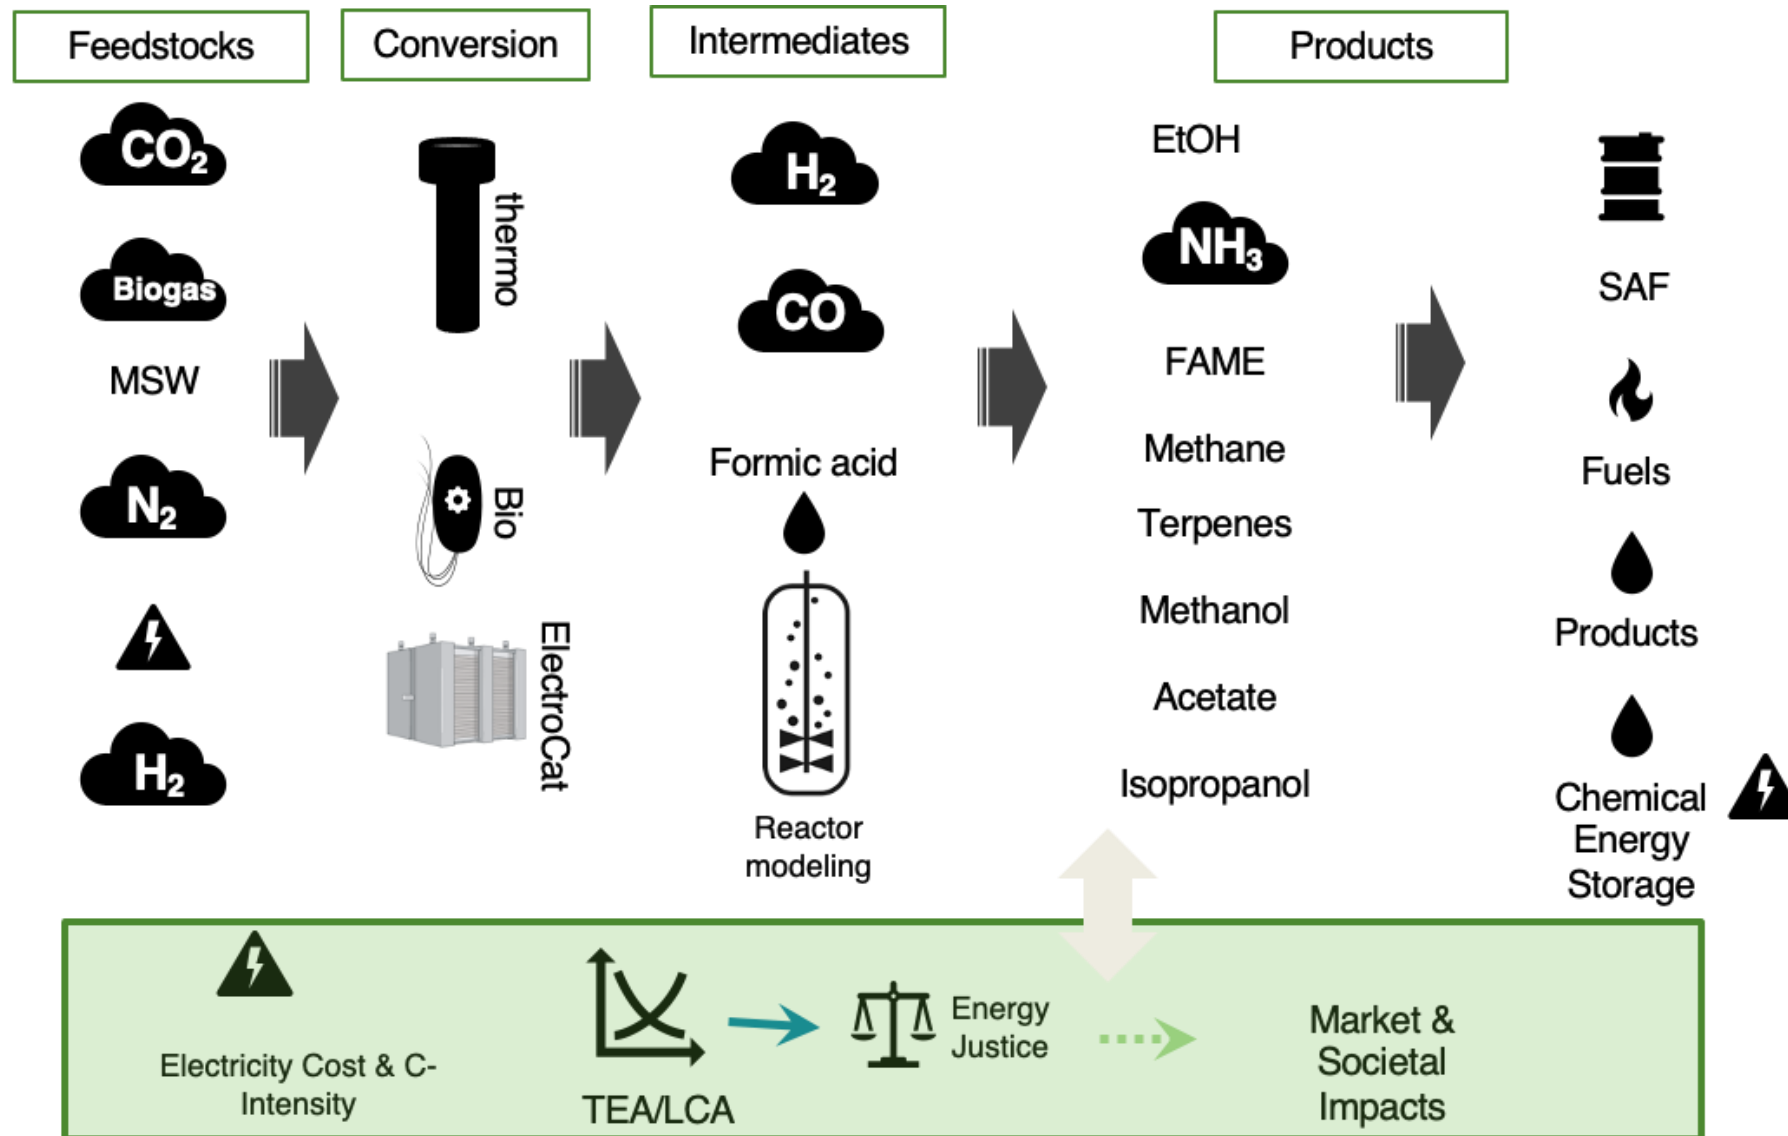 Feedstocks
Conversion
Intermediates
Products
CO₂
Biogas
MSW
N₂
H₂
thermo
Bio
ElectroCat
H₂
CO
Formic acid
Reactor
modeling
EtOH
NH₃
FAME
Methane
Terpenes
Methanol
Acetate
Isopropanol
SAF
Fuels
Products
Chemical
Energy
Storage
Electricity Cost & C-
Intensity
TEA/LCA
Energy
Justice
Market &
Societal
Impacts